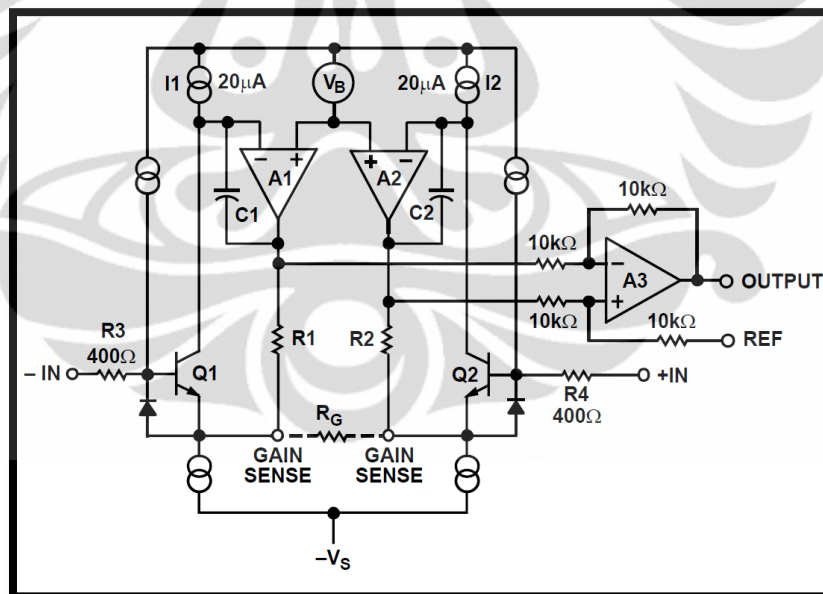 I1 20μA VB 20μA I2
− + + −
A1 A2
C1 C2
10kΩ
10kΩ
− A3 OUTPUT
+
10kΩ 10kΩ
REF
R3
400Ω
R1 R2
− IN Q1 Q2 +IN
R4
400Ω
RG
GAIN SENSE GAIN SENSE
−VS